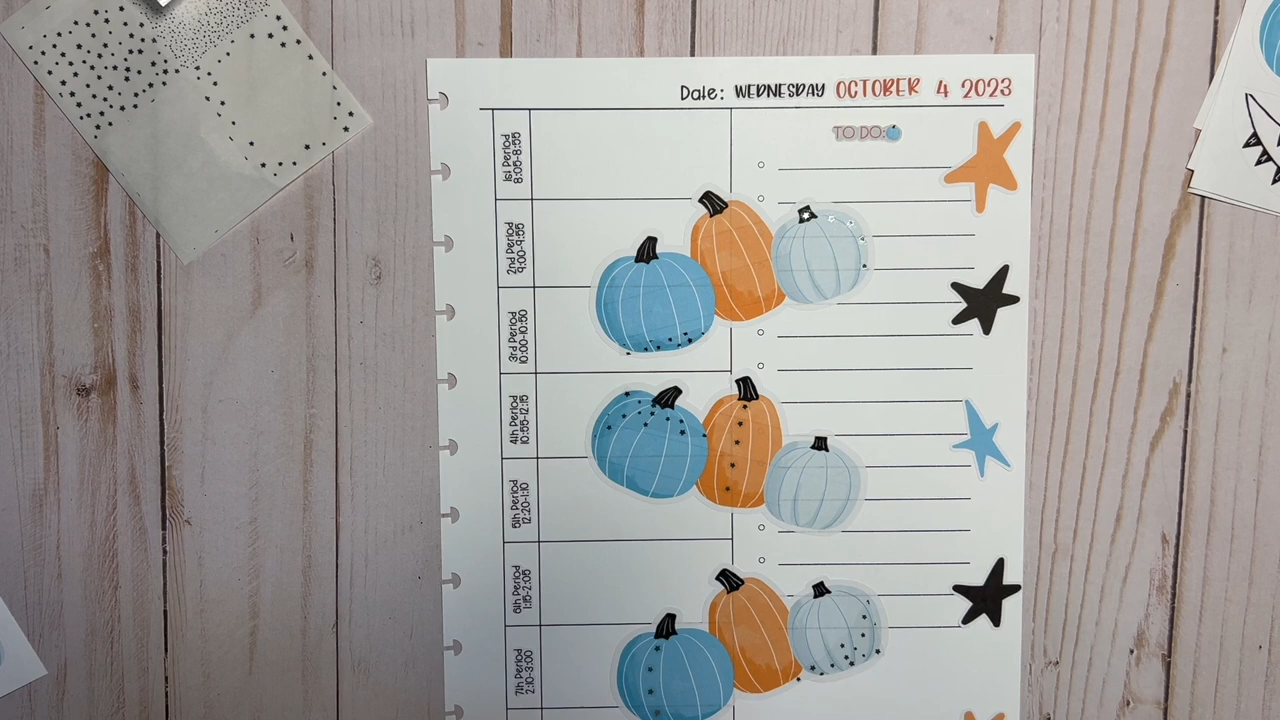 Date: WEDNESDAY OCTOBER 4 2023
TO DO:
1st Period
8:05-8:55
2nd Period
9:00-9:55
3rd Period
10:00-10:50
4th Period
10:55-12:15
5th Period
12:20-1:10
6th Period
1:15-2:05
7th Period
2:10-3:00